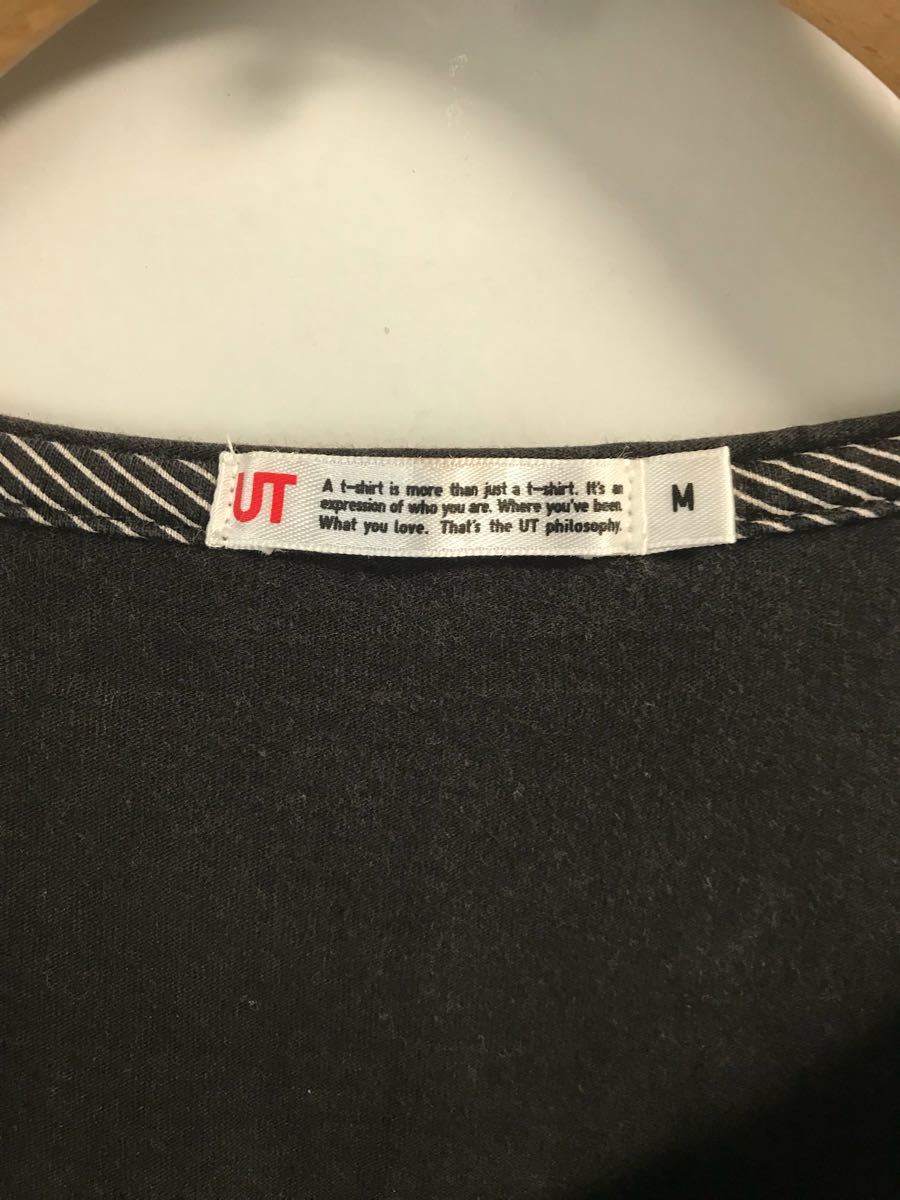 UT
A t-shirt is more than just a t-shirt. It's an
expression of who you are. Where you've been.
What you love. That's the UT philosophy.
M